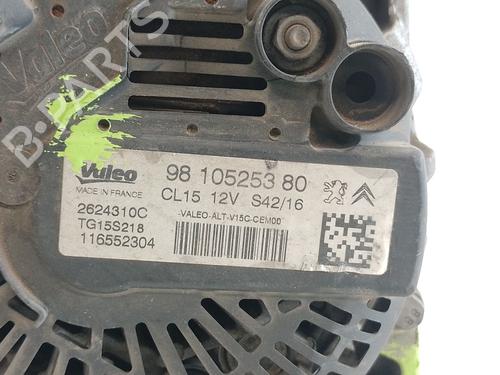 Valeo
B-PARTS
Valeo
MADE IN FRANCE
98 105253 80
CL15 12V S42/16
-VALEO-ALT-V15C-CEM00
2624310C
TG15S218
116552304